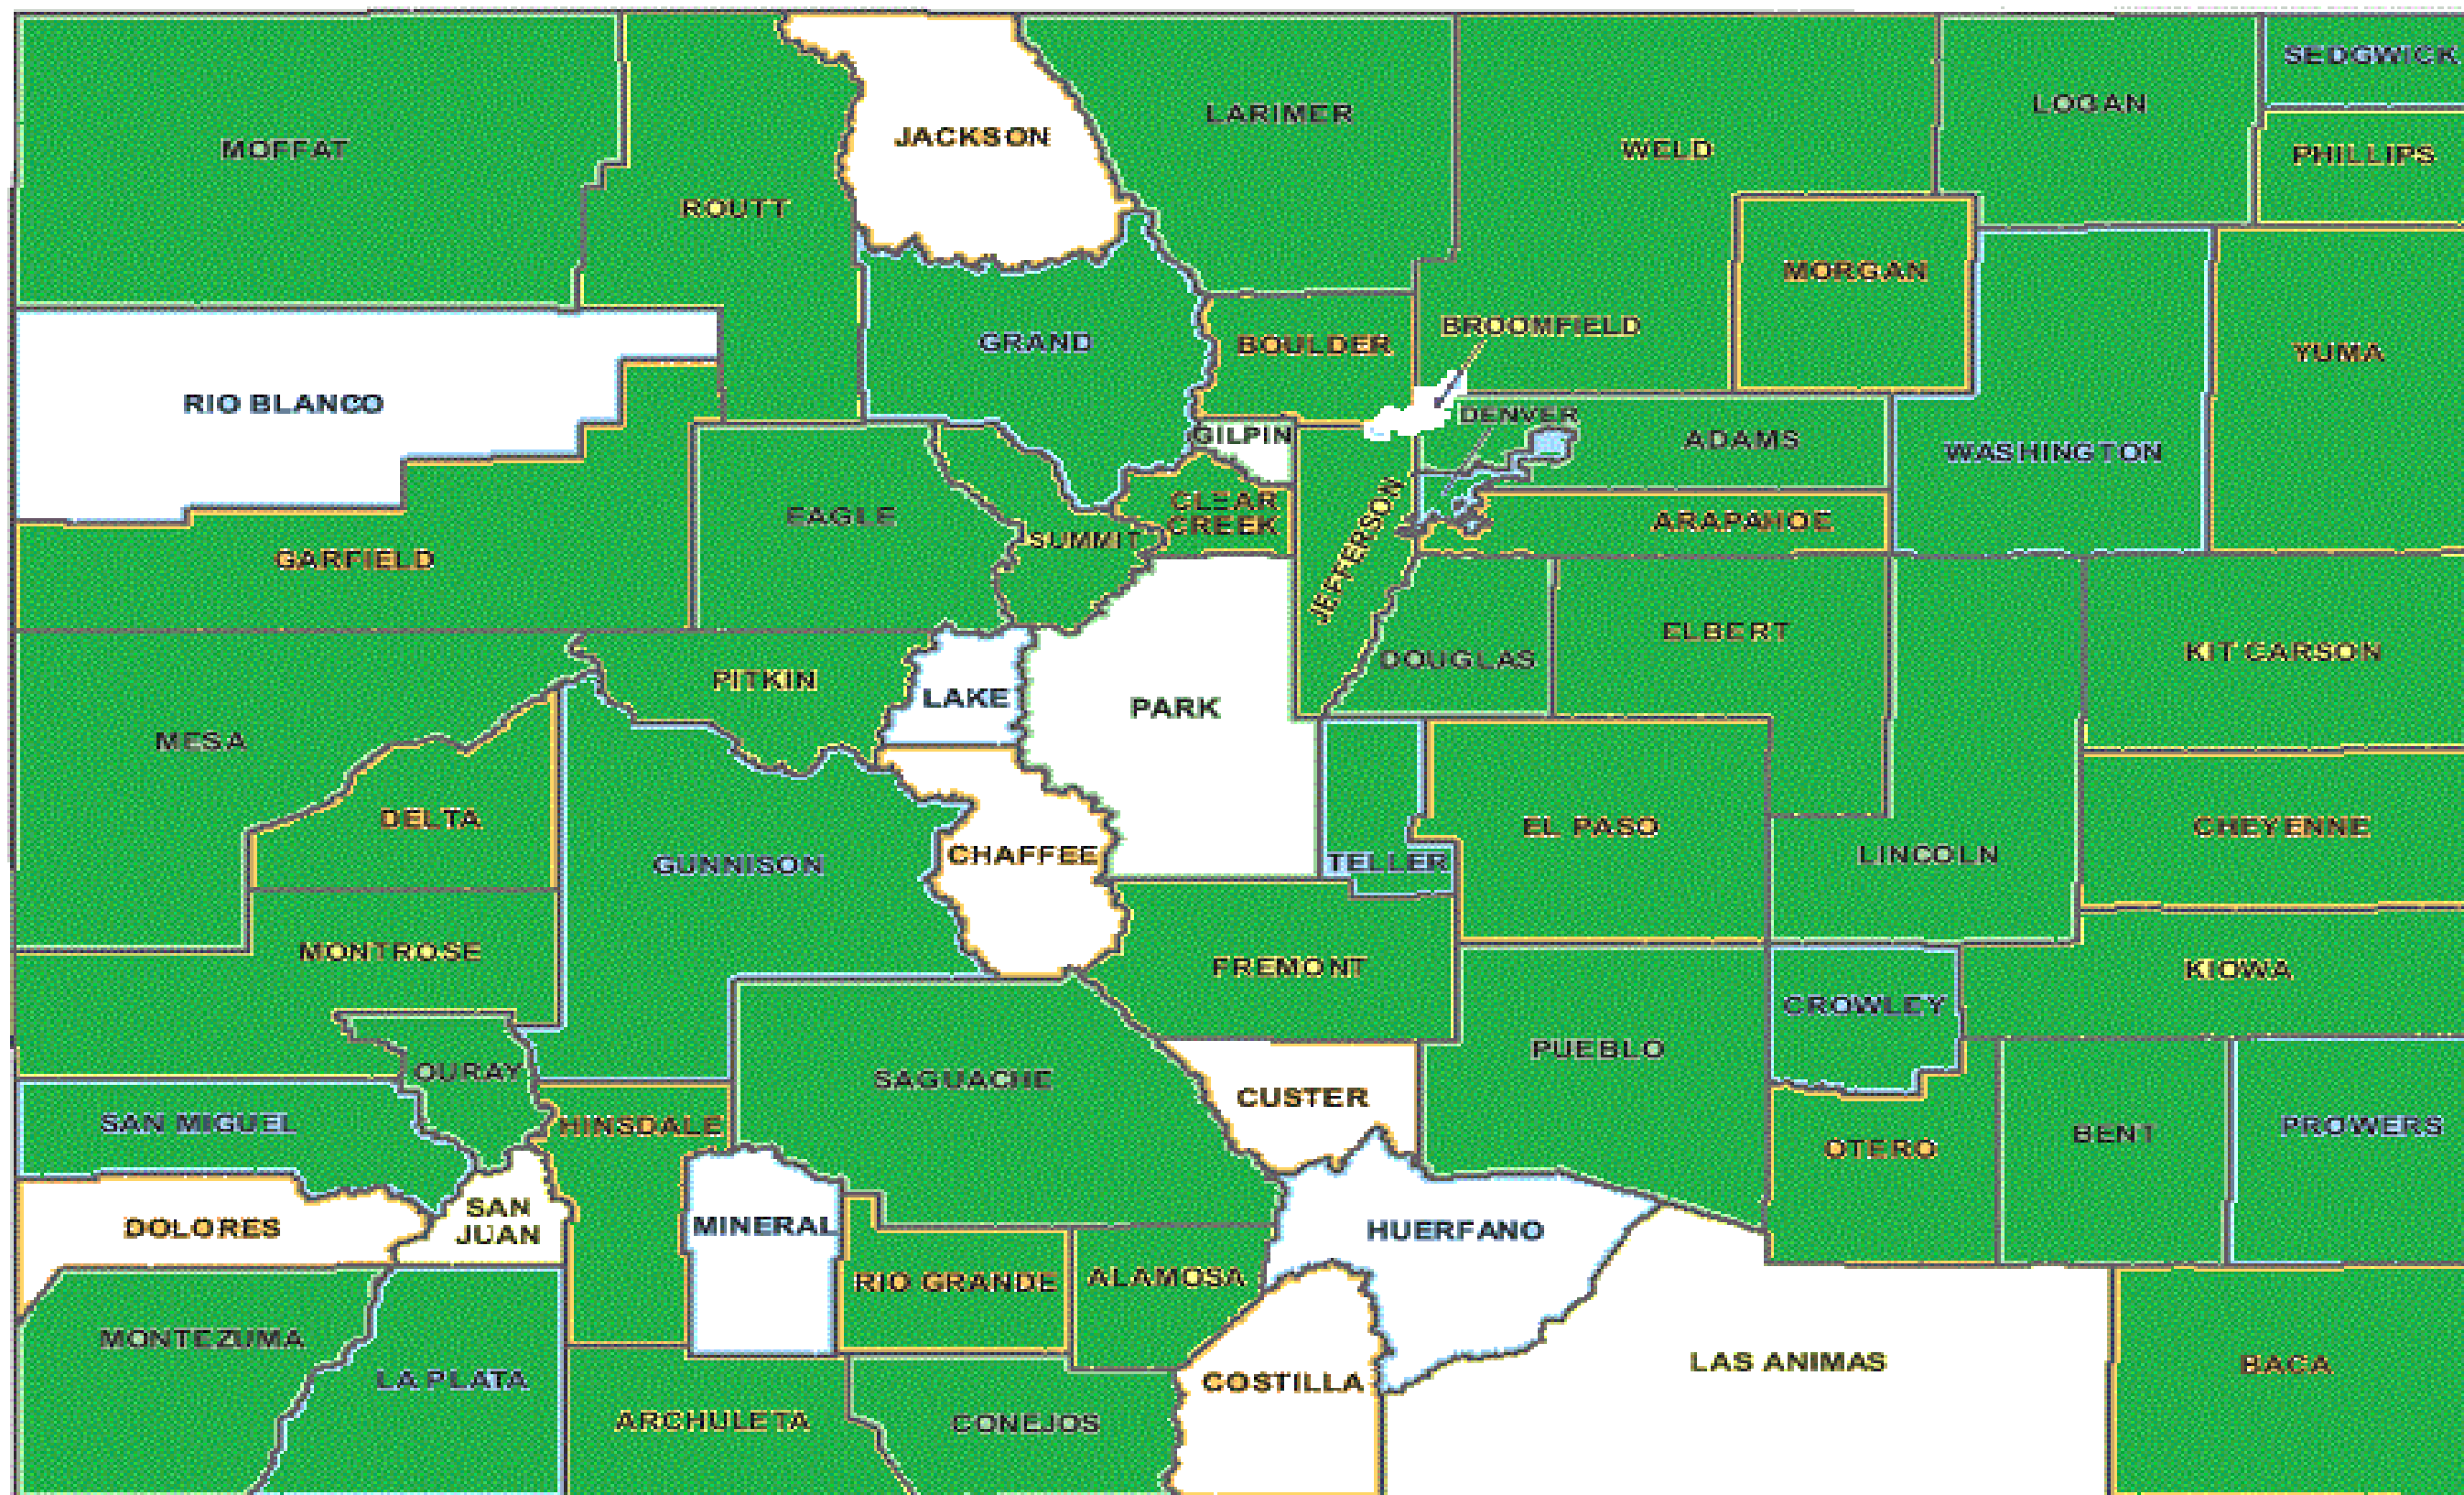 SEDGWICK
LOGAN
LARIMER
JACKSON
MOFFAT
WELD
PHILLIPS
ROUTT
MORGAN
BROOMFIELD
GRAND
BOULDER
YUMA
RIO BLANCO
DENVER
GILPIN
ADAMS
WASHINGTON
CLEAR
CREEK
EAGLE
ARAPAHOE
SUMMIT
JEFFERSON
GARFIELD
ELBERT
KIT CARSON
DOUGLAS
PITKIN
LAKE
PARK
MESA
DELTA
EL PASO
CHEYENNE
CHAFFEE
LINCOLN
GUNNISON
TELLER
MONTROSE
FREMONT
KIOWA
CROWLEY
PUEBLO
OURAY
SAGUACHE
CUSTER
SAN MIGUEL
HINSDALE
PROWERS
BENT
OTERO
SAN
JUAN
DOLORES
MINERAL
HUERFANO
RIO GRANDE
ALAMOSA
MONTEZUMA
LAS ANIMAS
BACA
LA PLATA
COSTILLA
ARCHULETA
CONEJOS